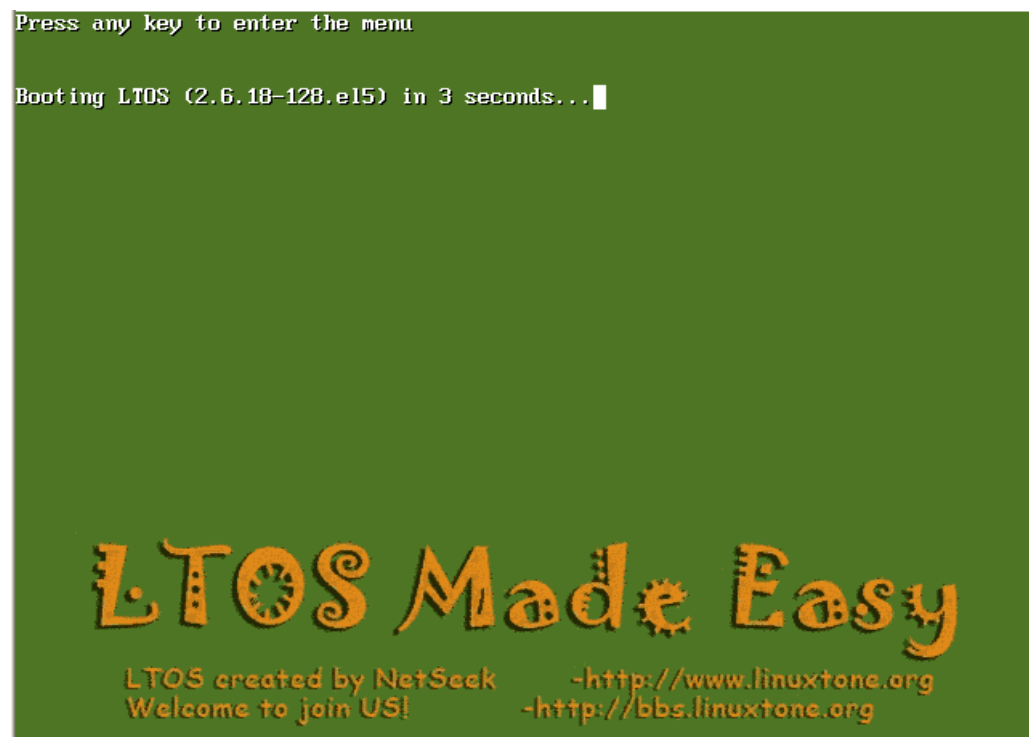 Press any key to enter the menu
Booting LTOS (2.6.18-128.el5) in 3 seconds...
LTOS Made Easy
LTOS created by NetSeek -http://www.linuxtone.org
Welcome to join US! -http://bbs.linuxtone.org